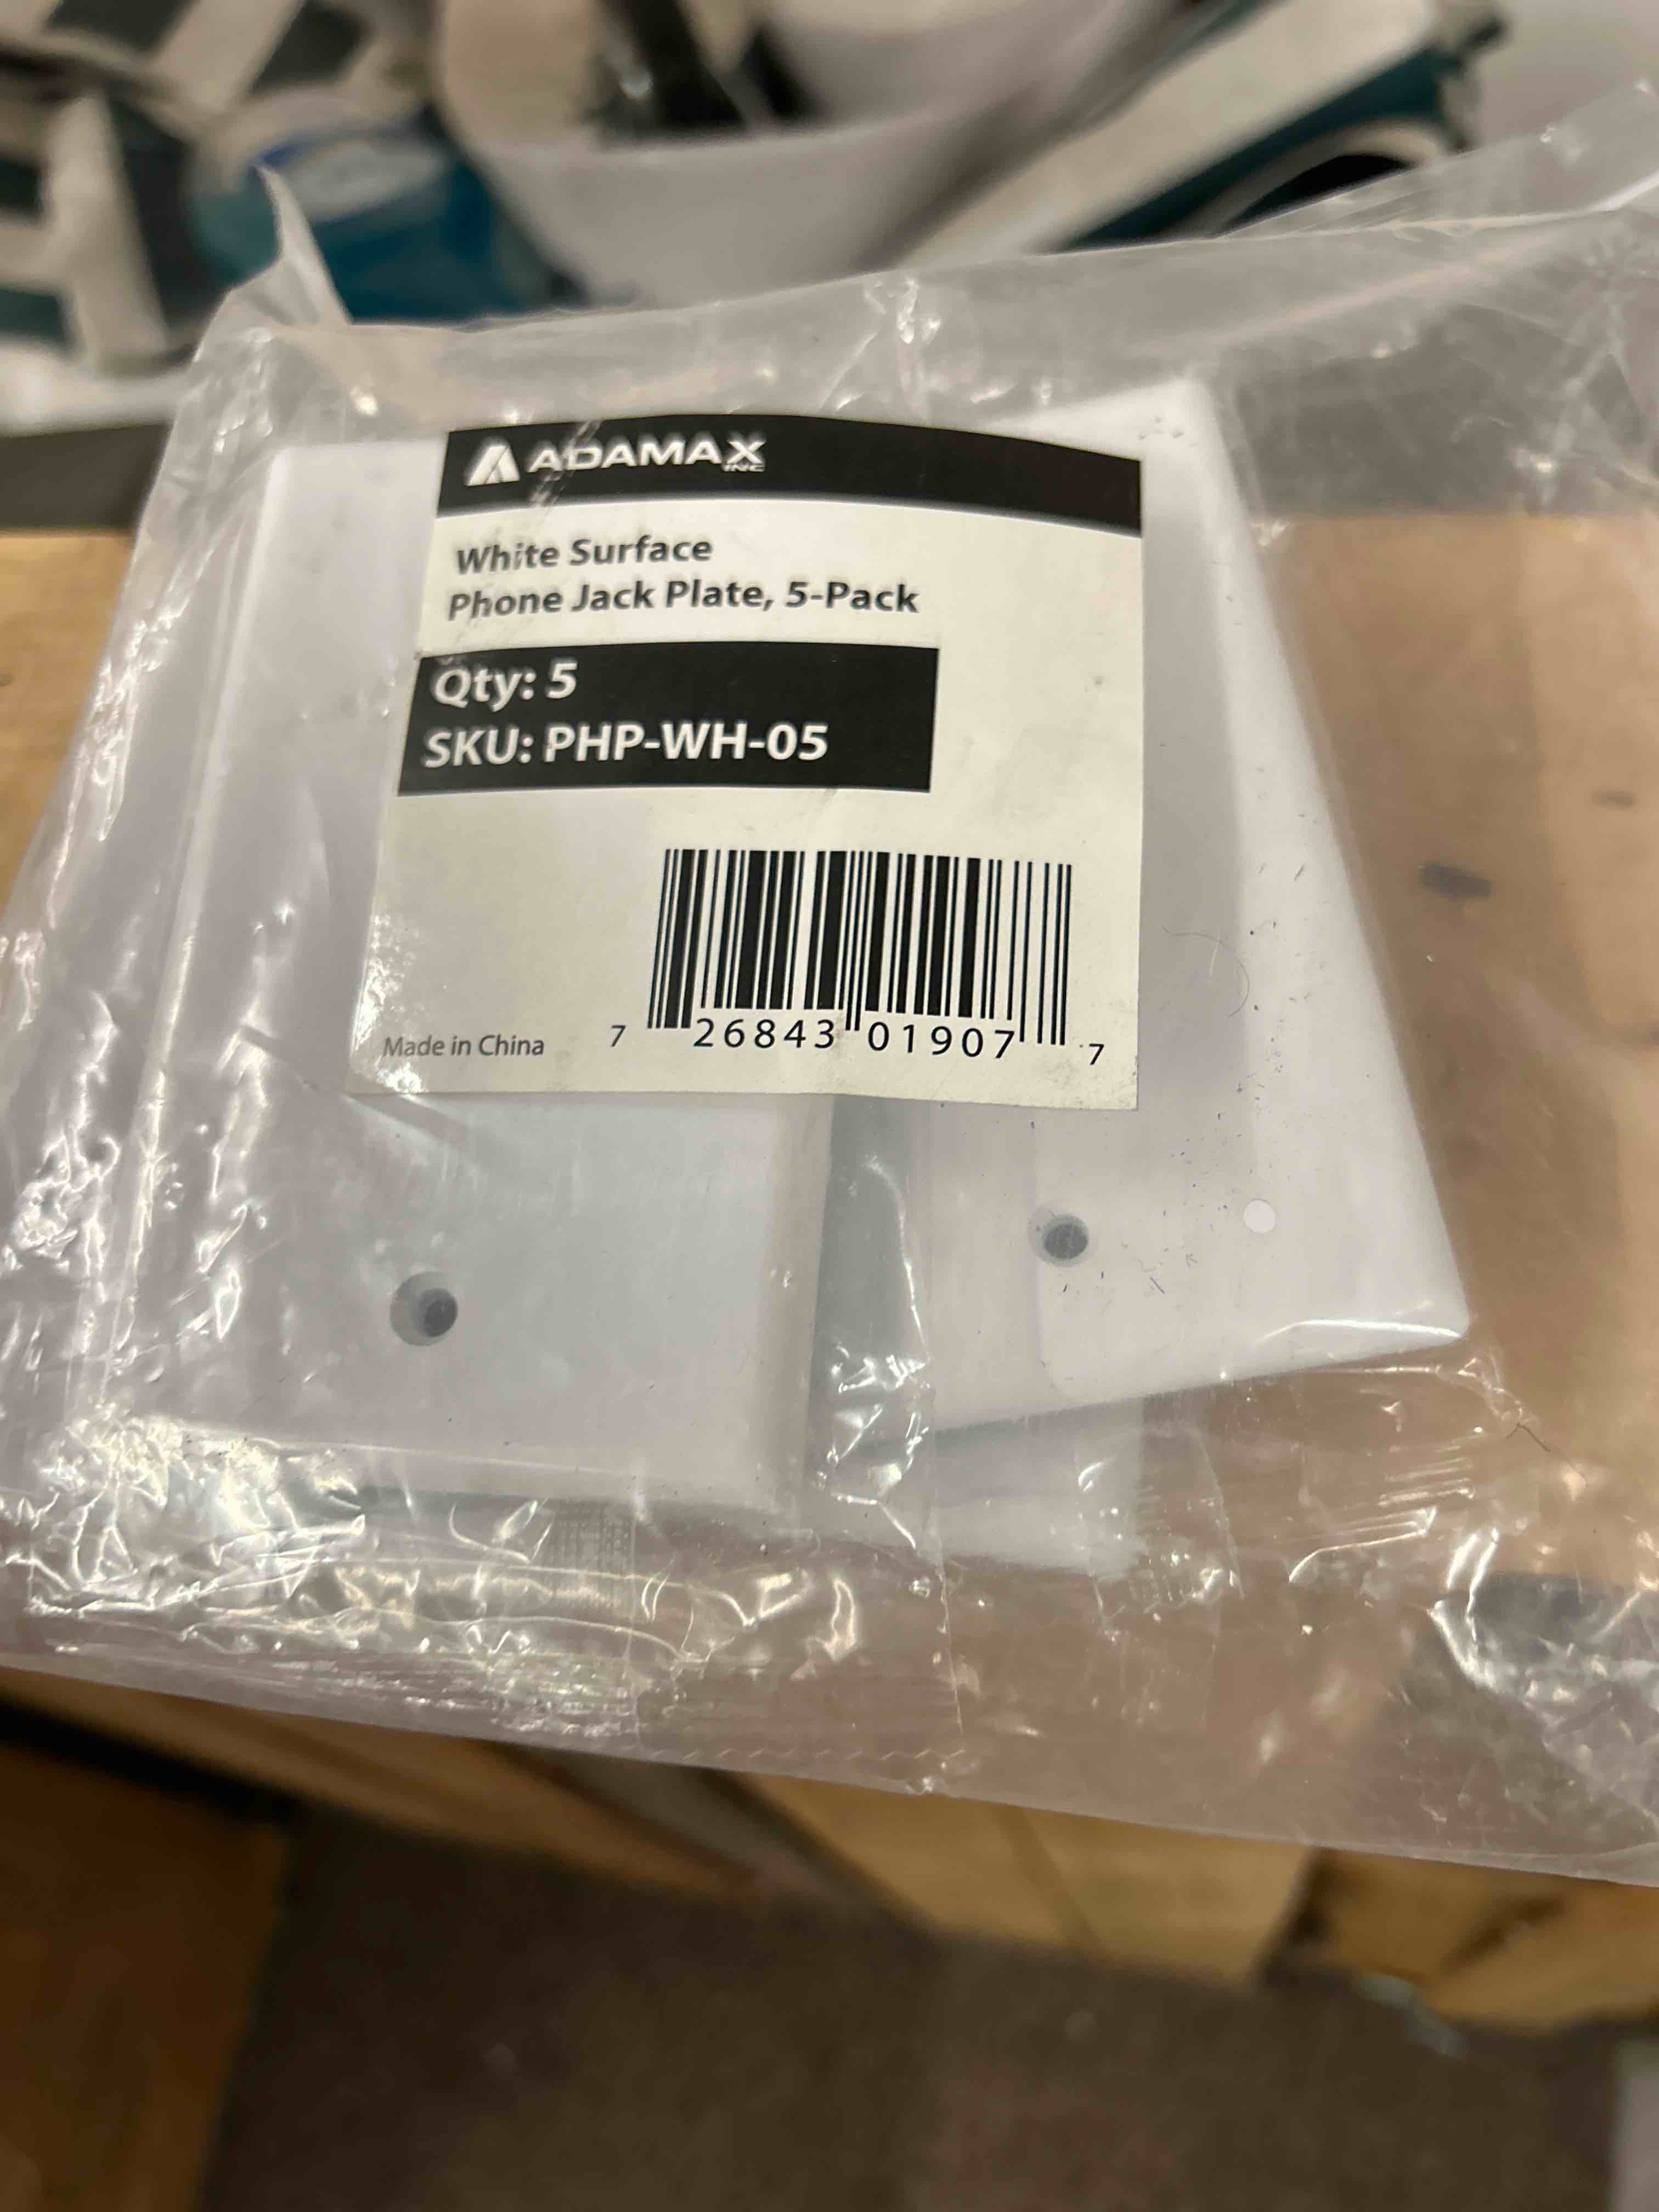 ADAMAX
INC
White Surface
Phone Jack Plate, 5-Pack
Qty: 5
SKU: PHP-WH-05
Made in China
7 26843 01907 7